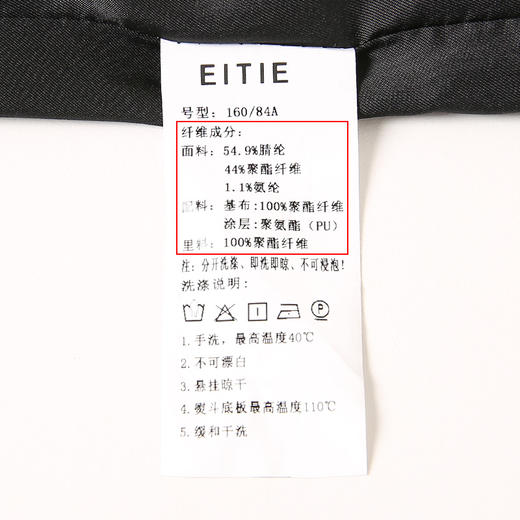 EITIE
号型: 160/84A
纤维成分:
面料: 54.9%腈纶
44%聚酯纤维
1.1%氨纶
配料: 基布:100%聚酯纤维
涂层:聚氨酯(PU)
里料: 100%聚酯纤维
注: 分开洗涤、即洗即晾、不可浸泡!
洗涤说明:
P
1.手洗, 最高温度40℃
2.不可漂白
3.悬挂晾干
4.熨斗底板最高温度110℃
5.缓和干洗